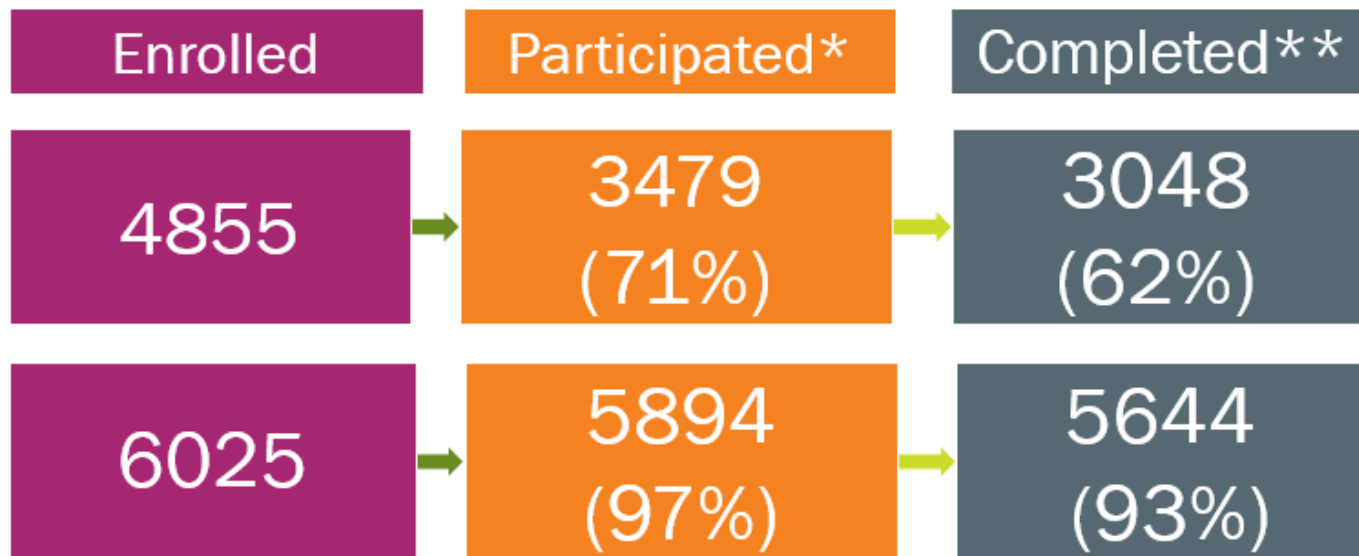 Enrolled Participated* Completed**
4855 3479 (71%) 3048 (62%)
6025 5894 (97%) 5644 (93%)